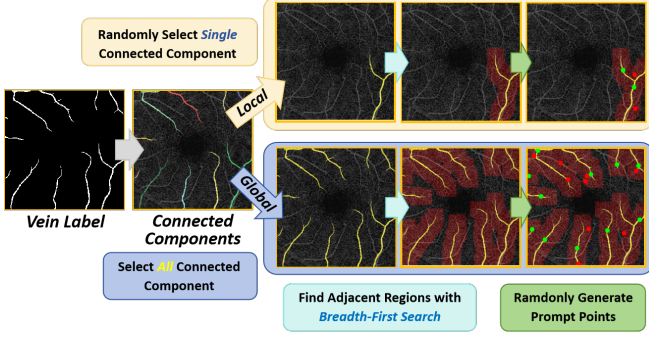 Randomly Select Single
Connected Component
Local
Global
Vein Label
Connected
Components
Select All Connected
Component
Find Adjacent Regions with
Breadth-First Search
Ramdonly Generate
Prompt Points